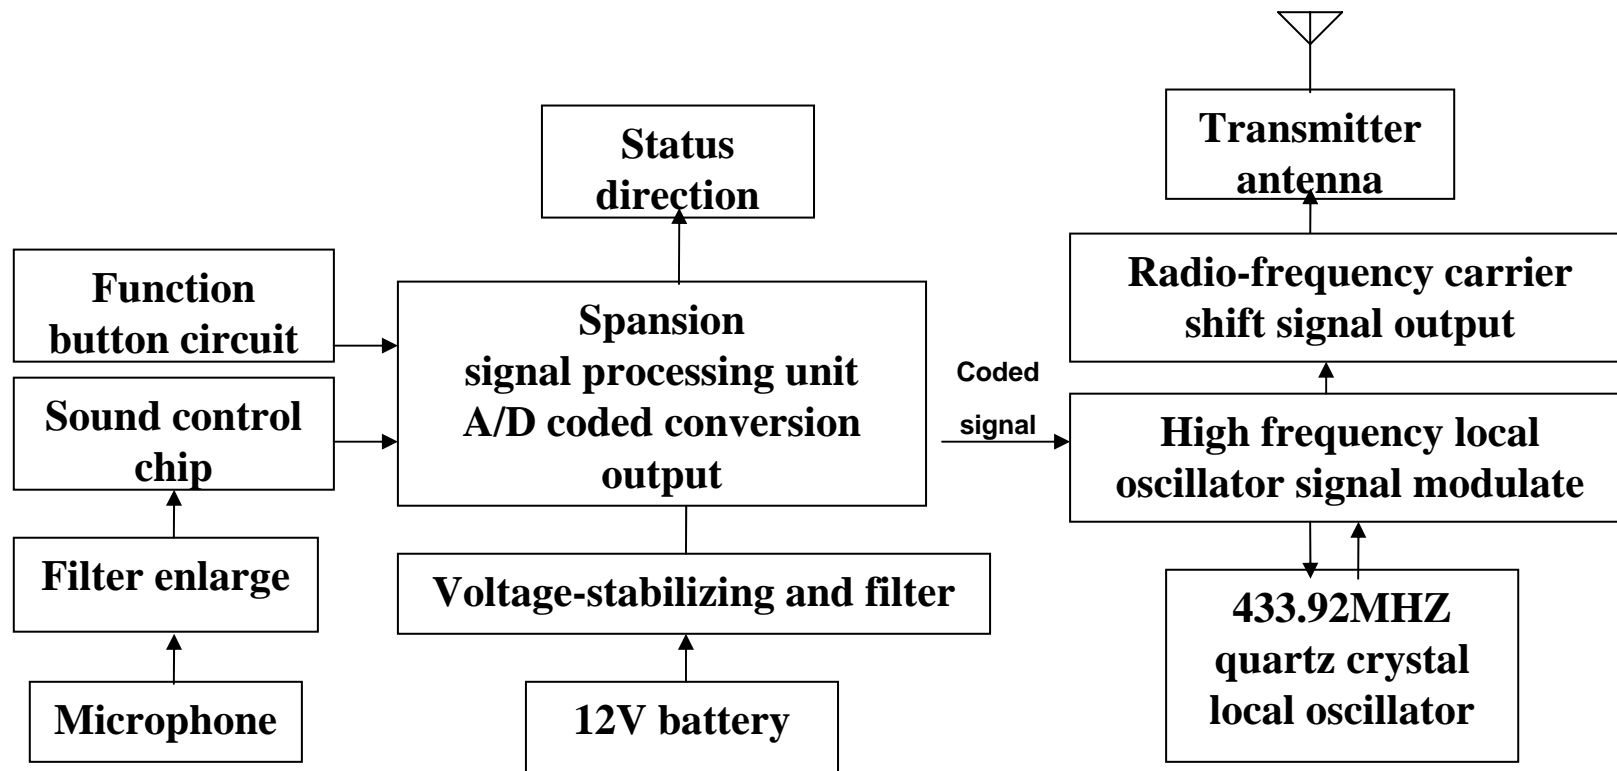 Status
direction
Transmitter
antenna
Function
button circuit
Spansion
signal processing unit
A/D coded conversion
output
Radio-frequency carrier
shift signal output
Sound control
chip
Coded
signal
High frequency local
oscillator signal modulate
Filter enlarge
Voltage-stabilizing and filter
433.92MHZ
quartz crystal
local oscillator
Microphone
12V battery